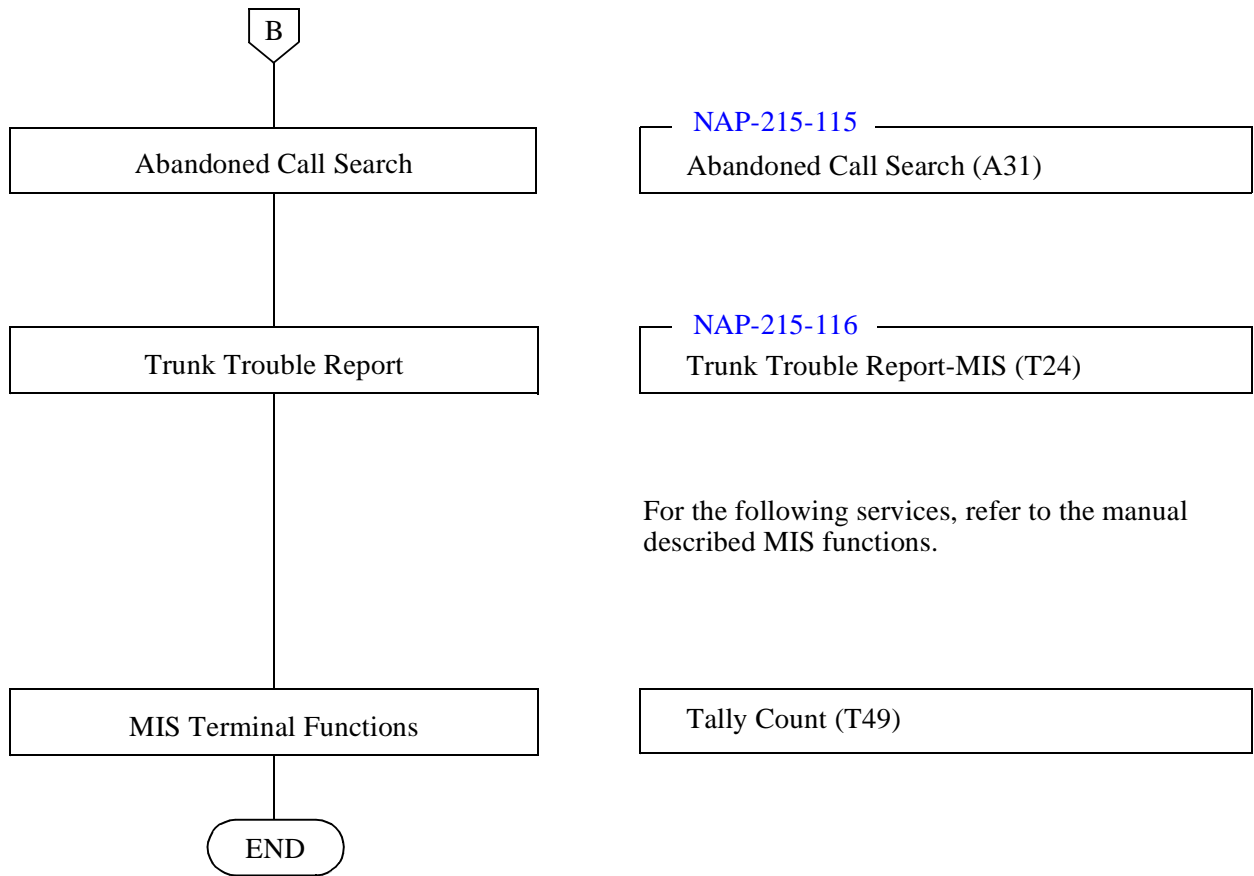 B
NAP-215-115
Abandoned Call Search
Abandoned Call Search (A31)
NAP-215-116
Trunk Trouble Report
Trunk Trouble Report-MIS (T24)
For the following services, refer to the manual
described MIS functions.
MIS Terminal Functions
Tally Count (T49)
END